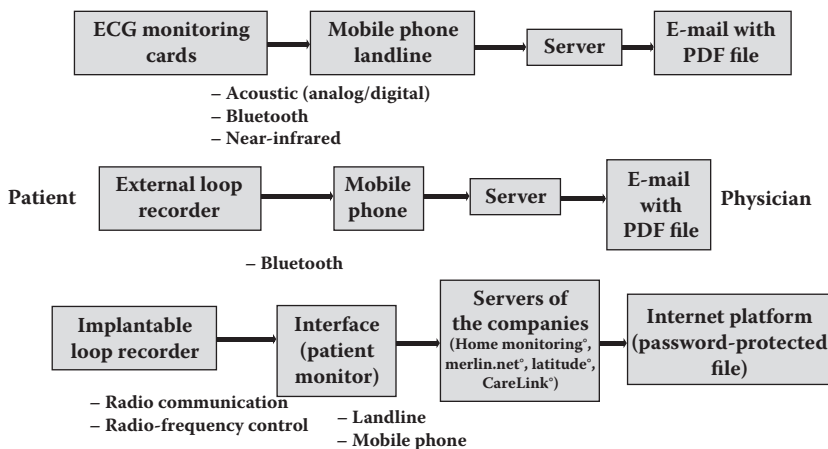 ECG monitoring
cards
Mobile phone
landline
Server
E-mail with
PDF file
– Acoustic (analog/digital)
– Bluetooth
– Near-infrared
Patient
External loop
recorder
Mobile
phone
Server
E-mail
with
PDF file
Physician
– Bluetooth
Implantable
loop recorder
Interface
(patient
monitor)
Servers of
the companies
(Home monitoring°,
merlin.net°, latitude°,
CareLink°)
Internet platform
(password-protected
file)
– Radio communication
– Radio-frequency control
– Landline
– Mobile phone